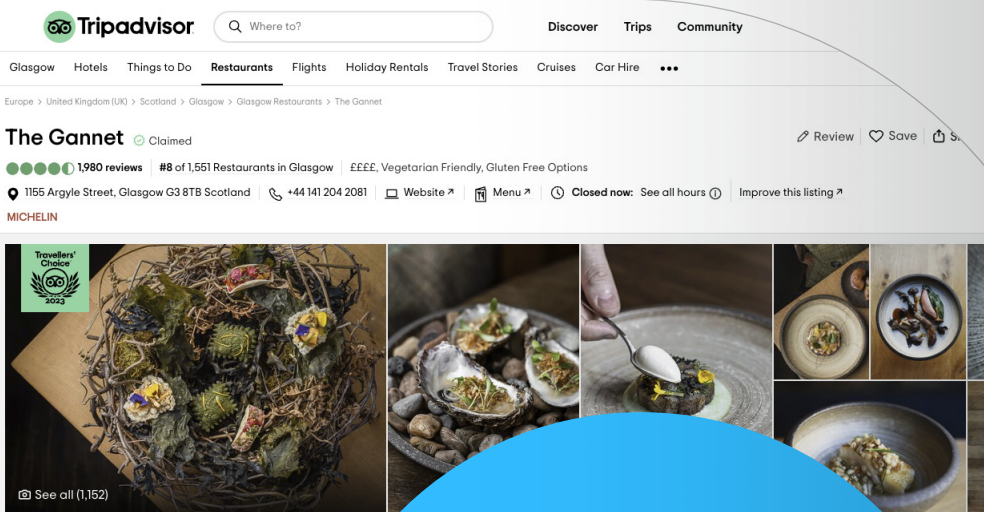 Tripadvisor
Where to?
Discover Trips Community
Glasgow Hotels Things to Do Restaurants Flights Holiday Rentals Travel Stories Cruises Car Hire •••
Europe > United Kingdom (UK) > Scotland > Glasgow > Glasgow Restaurants > The Gannet
The Gannet Claimed
Review Save S
1,980 reviews #8 of 1,551 Restaurants in Glasgow ££££, Vegetarian Friendly, Gluten Free Options
1155 Argyle Street, Glasgow G3 8TB Scotland +44 141 204 2081 Website Menu Closed now: See all hours Improve this listing
MICHELIN
Travellers'
Choice
2023
See all (1,152)